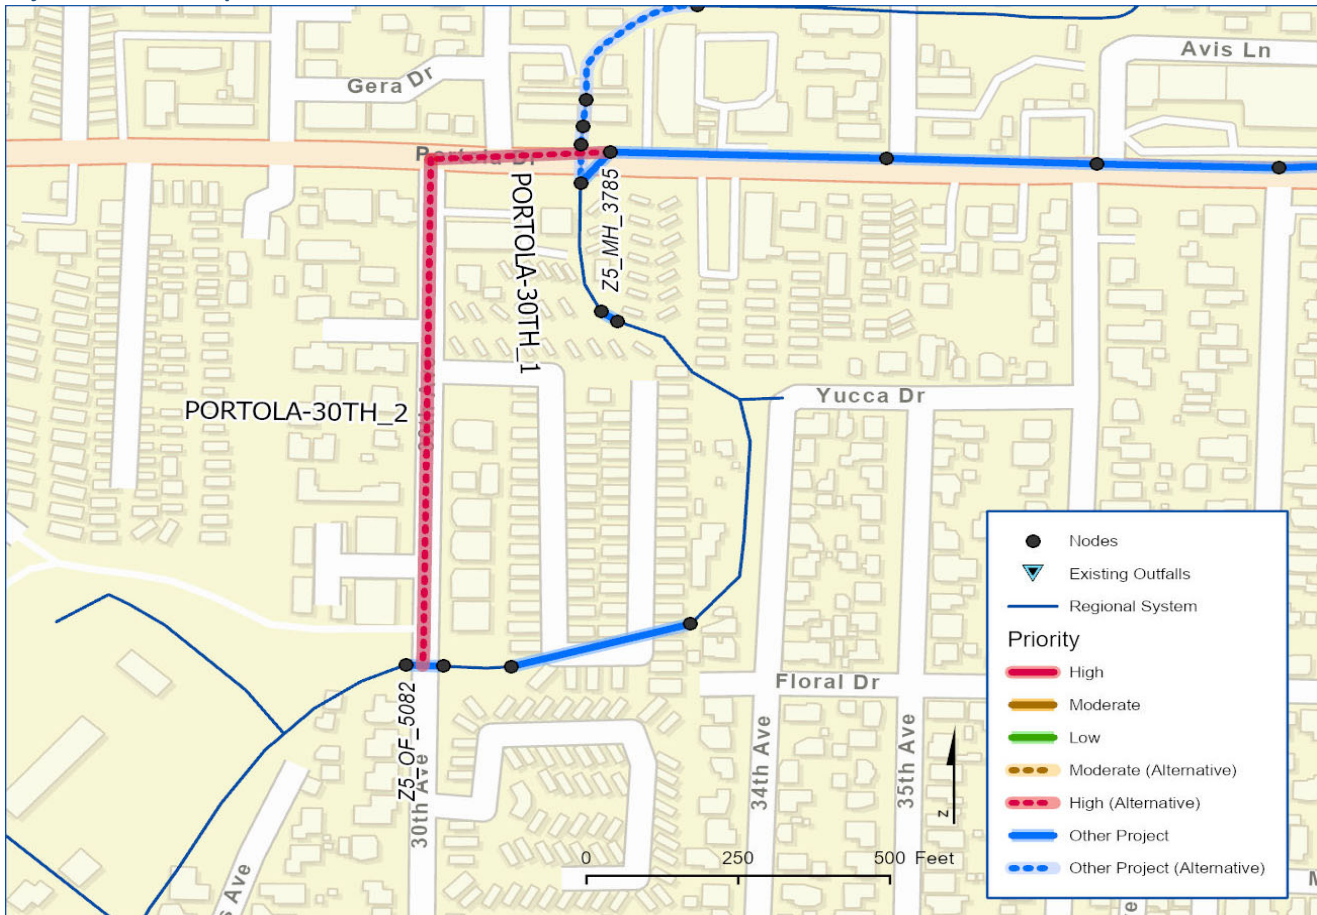 Avis Ln
Gera Dr
PORTOLA-30TH_1
Z5_MH_3785
PORTOLA-30TH_2
Yucca Dr
Nodes
Existing Outfalls
Regional System
Priority
High
Moderate
Low
Moderate (Alternative)
High (Alternative)
Other Project
Other Project (Alternative)
Floral Dr
Z5_OF_5082
30th Ave
34th Ave
35th Ave
z
0 250 500 Feet
s Ave